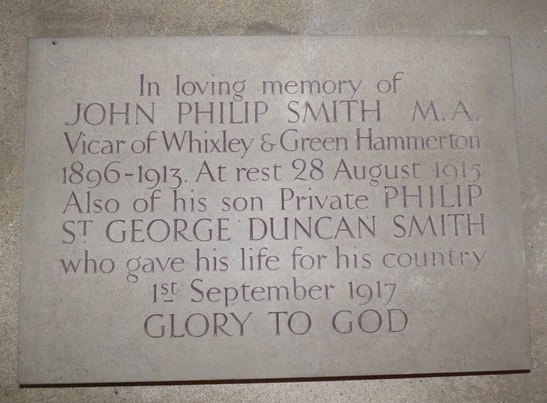 In loving memory of
JOHN PHILIP SMITH M.A.
Vicar of Whixley & Green Hammerton
1896-1913. At rest 28 August 1915
Also of his son Private PHILIP
ST GEORGE DUNCAN SMITH
who gave his life for his country
1st September 1917
GLORY TO GOD